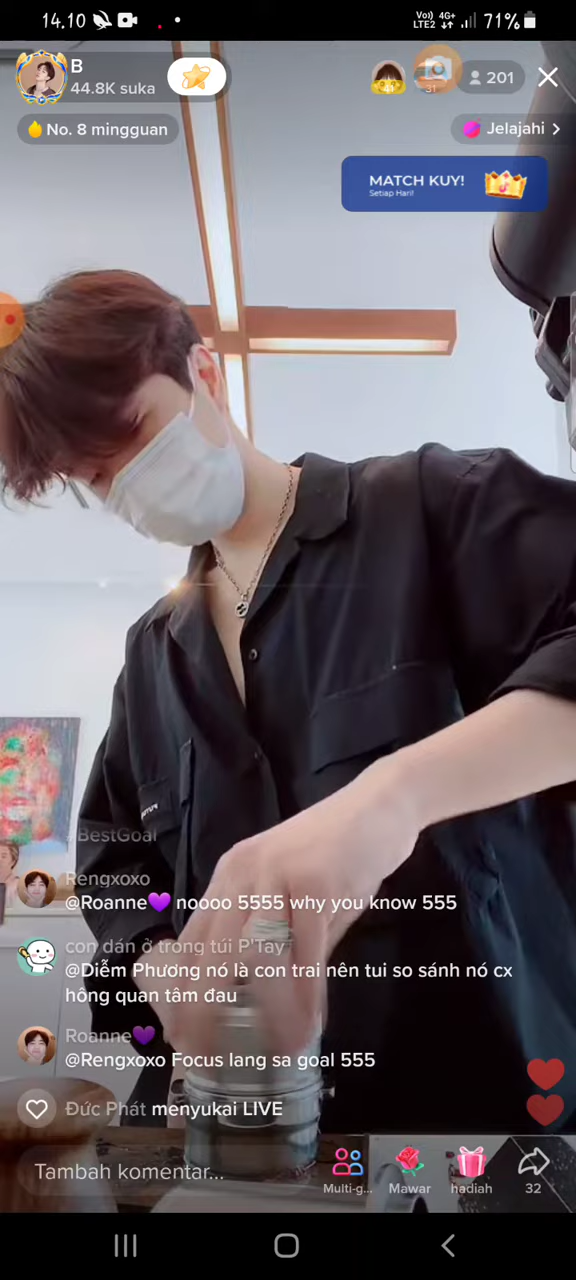 14.10
Vo)) 4G+
LTE2
71%
B
44.8K suka
41
31
201
No. 8 mingguan
Jelajahi
MATCH KUY!
Setiap Hari!
BestGoal
Rengxoxo
@Roanne💜 noooo 5555 why you know 555
con dán ở trong túi P'Tay
@Diễm Phương nó là con trai nên tui so sánh nó cx
hông quan tâm đau
Roanne💜
@Rengxoxo Focus lang sa goal 555
Đức Phát menyukai LIVE
Tambah komentar...
Multi-g...
Mawar
hadiah
32